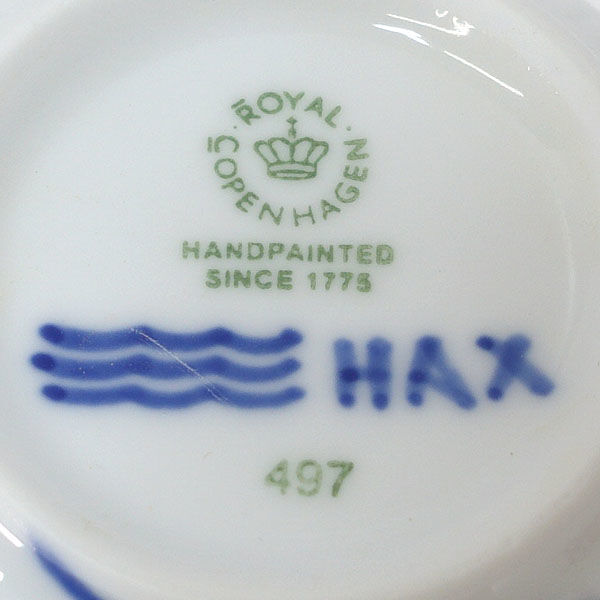 ROYAL
COPENHAGEN
HANDPAINTED
SINCE 1775
HAX
497